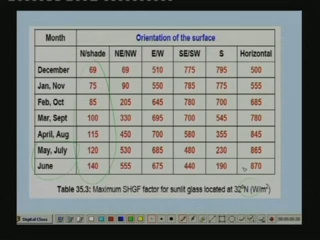 Month Orientation of the surface
N/shade NE/NW E/W SE/SW S Horizontal
December 69 69 510 775 795 500
Jan, Nov 75 90 550 785 775 555
Feb, Oct 85 205 645 780 700 685
Mar, Sept 100 330 695 700 545 780
April, Aug 115 450 700 580 355 845
May, July 120 530 685 480 230 865
June 140 555 675 440 190 870
Table 35.3: Maximum SHGF factor for sunlit glass located at 32°N (W/m²)